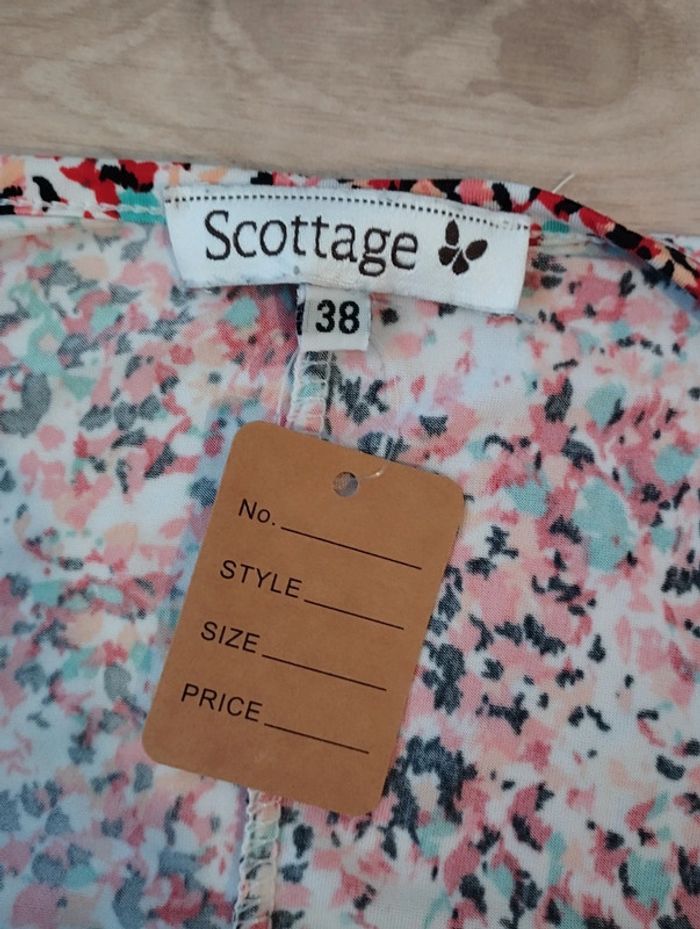 Scottage
38
No.
STYLE
SIZE
PRICE